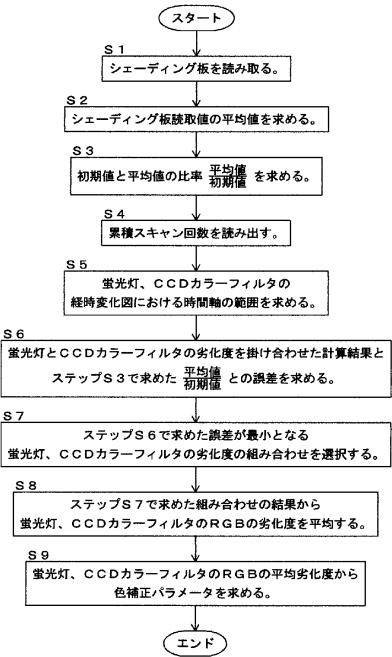 スタート
S1
シェーディング板を読み取る。
S2
シェーディング板読取値の平均値を求める。
S3
初期値と平均値の比率 平均値/初期値 を求める。
S4
累積スキャン回数を読み出す。
S5
蛍光灯、CCDカラーフィルタの
経時変化図における時間軸の範囲を求める。
S6
蛍光灯とCCDカラーフィルタの劣化度を掛け合わせた計算結果と
ステップS3で求めた 平均値/初期値 との誤差を求める。
S7
ステップS6で求めた誤差が最小となる
蛍光灯、CCDカラーフィルタの劣化度の組み合わせを選択する。
S8
ステップS7で求めた組み合わせの結果から
蛍光灯、CCDカラーフィルタのRGBの劣化度を平均する。
S9
蛍光灯、CCDカラーフィルタのRGBの平均劣化度から
色補正パラメータを求める。
エンド